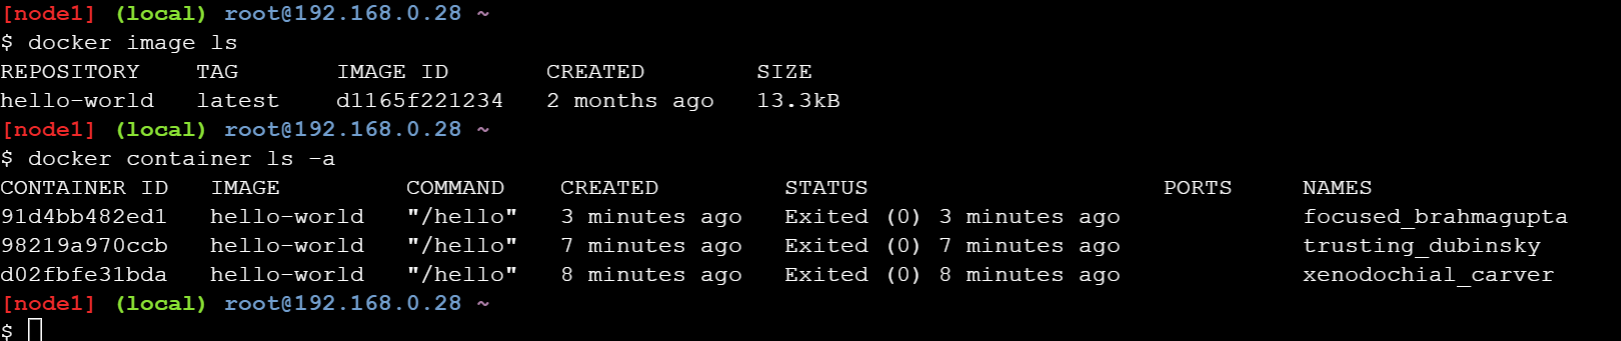 [node1] (local) root@192.168.0.28 ~
$ docker image ls
REPOSITORY    TAG       IMAGE ID       CREATED        SIZE
hello-world   latest    d1165f221234   2 months ago   13.3kB
[node1] (local) root@192.168.0.28 ~
$ docker container ls -a
CONTAINER ID   IMAGE         COMMAND    CREATED         STATUS                     PORTS     NAMES
91d4bb482ed1   hello-world   "/hello"   3 minutes ago   Exited (0) 3 minutes ago             focused_brahmagupta
98219a970ccb   hello-world   "/hello"   7 minutes ago   Exited (0) 7 minutes ago             trusting_dubinsky
d02fbfe31bda   hello-world   "/hello"   8 minutes ago   Exited (0) 8 minutes ago             xenodochial_carver
[node1] (local) root@192.168.0.28 ~
$